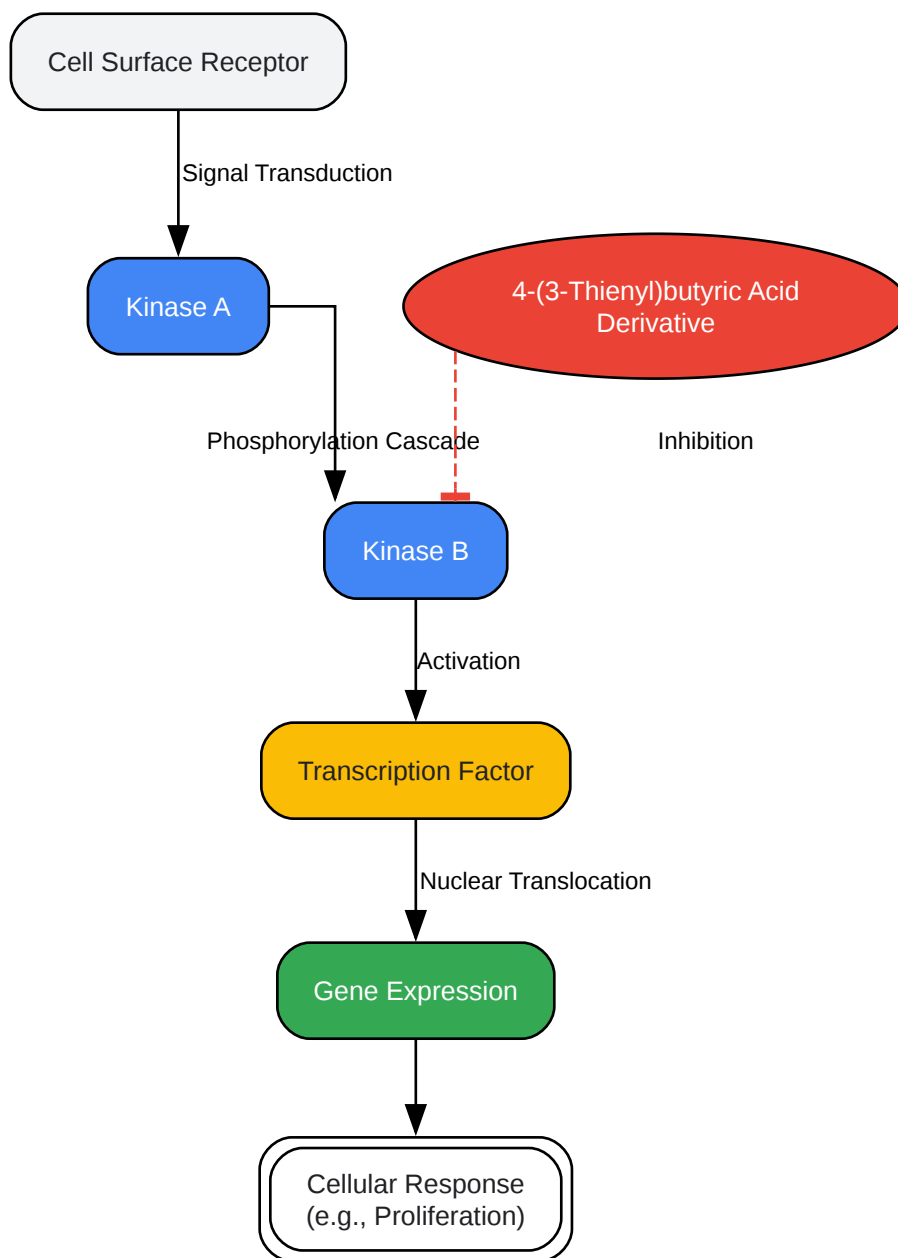 Cell Surface Receptor
Signal Transduction
Kinase A
4-(3-Thienyl)butyric Acid
Derivative
Phosphorylation Cascade
Inhibition
Kinase B
Activation
Transcription Factor
Nuclear Translocation
Gene Expression
Cellular Response
(e.g., Proliferation)